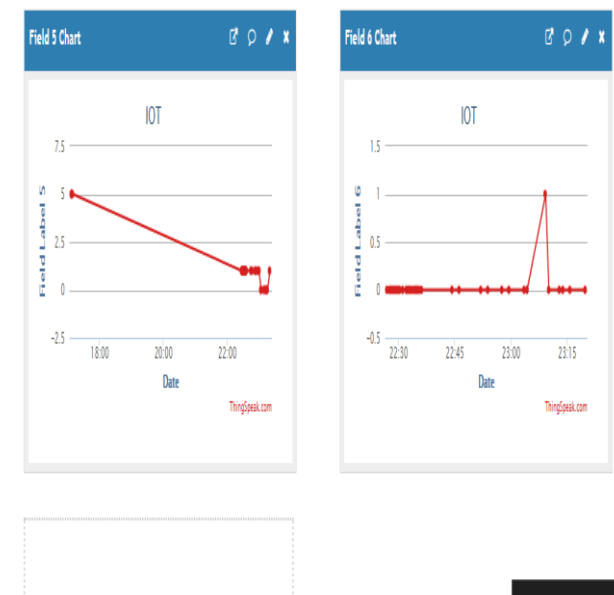 Field 5 Chart
IOT
Field Label 5
7.5
5
2.5
0
-2.5
18:00 20:00 22:00
Date
ThingSpeak.com
Field 6 Chart
IOT
Field Label 6
1.5
1
0.5
0
-0.5
22:30 22:45 23:00 23:15
Date
ThingSpeak.com